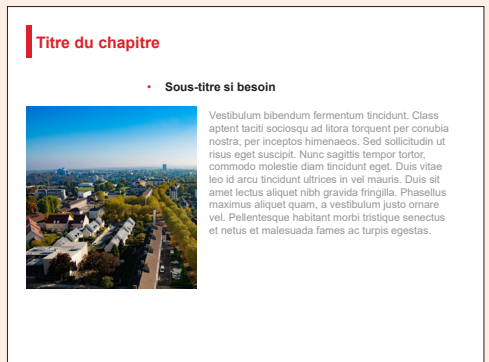 Titre du chapitre
• Sous-titre si besoin
Vestibulum bibendum fermentum tincidunt. Class
aptent taciti sociosqu ad litora torquent per conubia
nostra, per inceptos himenaeos. Sed sollicitudin ut
risus eget suscipit. Nunc sagittis tempor tortor,
commodo molestie diam tincidunt eget. Duis vitae
leo id arcu tincidunt ultrices in vel mauris. Duis sit
amet lectus aliquet nibh gravida fringilla. Phasellus
maximus aliquet quam, a vestibulum justo ornare
vel. Pellentesque habitant morbi tristique senectus
et netus et malesuada fames ac turpis egestas.